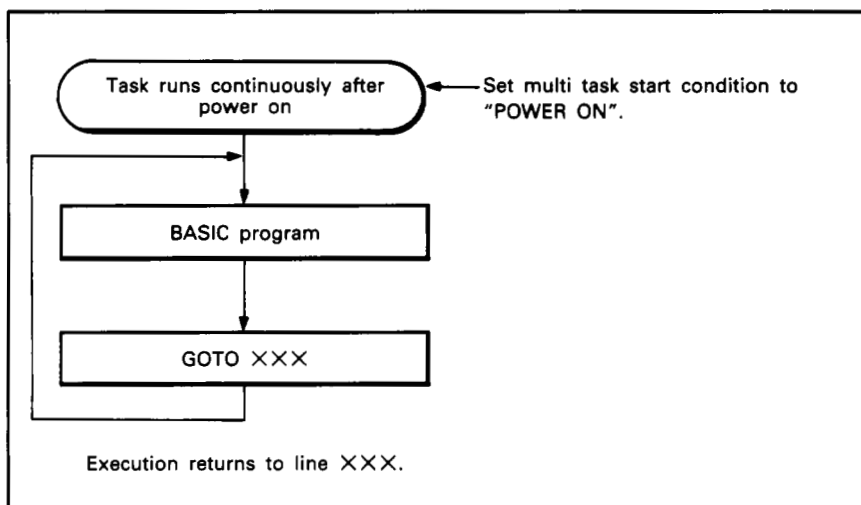 Task runs continuously after
power on
Set multi task start condition to
"POWER ON".
BASIC program
GOTO ×××
Execution returns to line ×××.